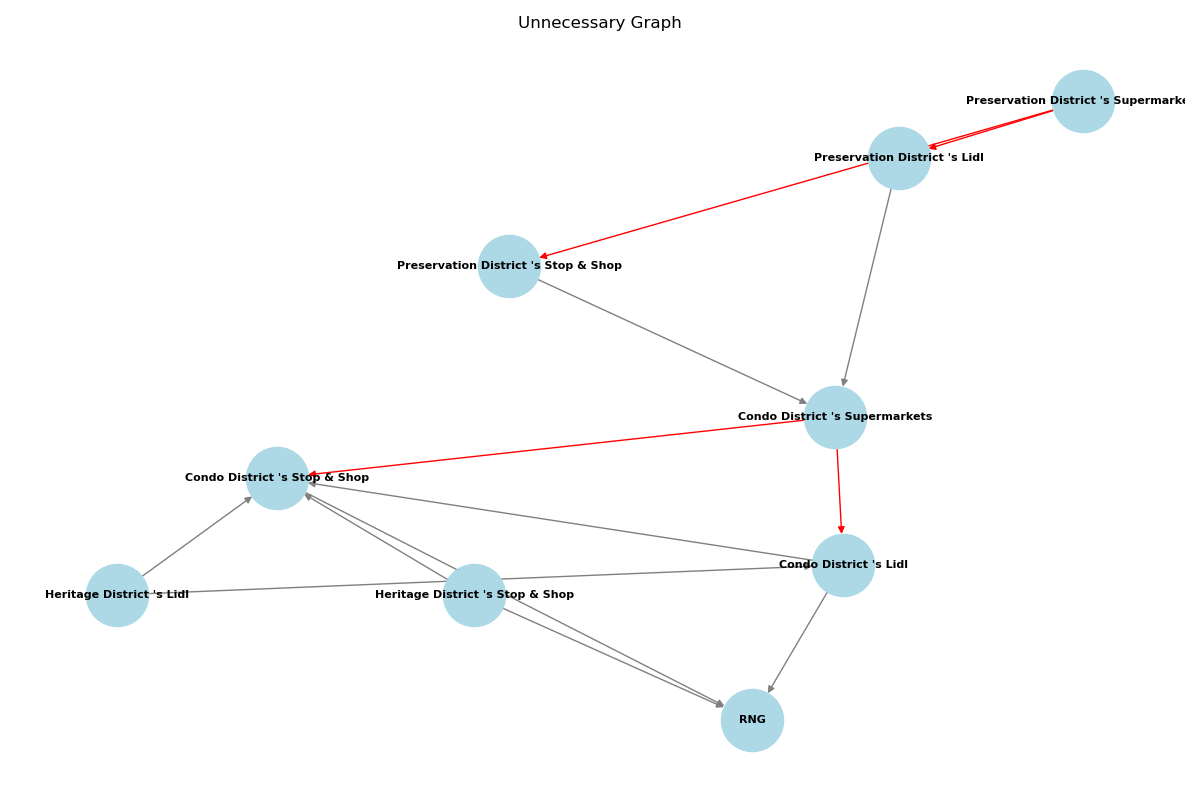 Unnecessary Graph
Preservation District 's Supermarke
Preservation District 's Lidl
Preservation District 's Stop & Shop
Condo District 's Supermarkets
Condo District 's Stop & Shop
Condo District 's Lidl
Heritage District 's Lidl
Heritage District 's Stop & Shop
RNG